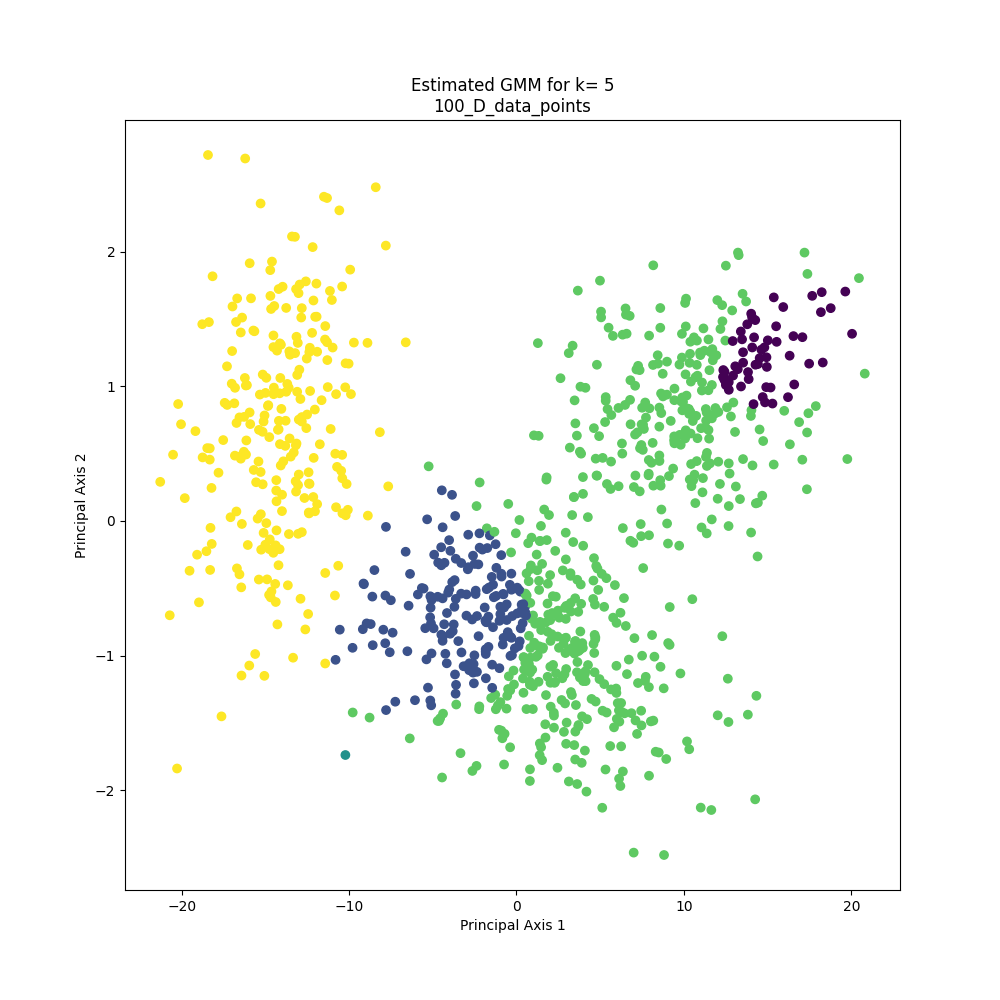 Estimated GMM for k= 5
100_D_data_points
Principal Axis 2
2
1
0
−1
−2
−20
−10
0
10
20
Principal Axis 1